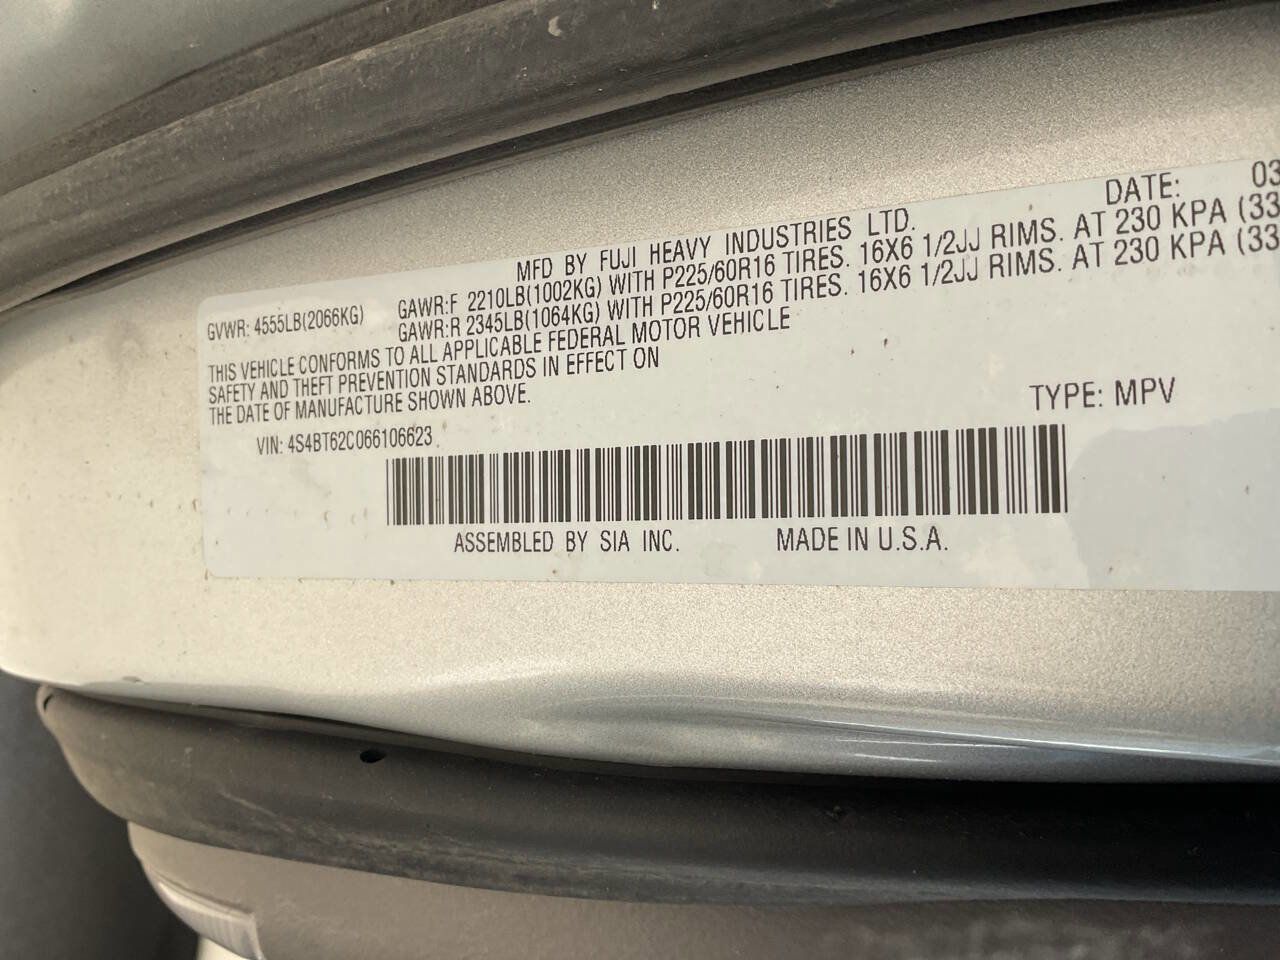 MFD BY FUJI HEAVY INDUSTRIES LTD. DATE: 03
GVWR: 4555LB(2066KG) GAWR:F 2210LB(1002KG) WITH P225/60R16 TIRES. 16X6 1/2JJ RIMS. AT 230 KPA (33
GAWR:R 2345LB(1064KG) WITH P225/60R16 TIRES. 16X6 1/2JJ RIMS. AT 230 KPA (33
THIS VEHICLE CONFORMS TO ALL APPLICABLE FEDERAL MOTOR VEHICLE
SAFETY AND THEFT PREVENTION STANDARDS IN EFFECT ON
THE DATE OF MANUFACTURE SHOWN ABOVE.
VIN: 4S4BT62C066106623 TYPE: MPV
ASSEMBLED BY SIA INC. MADE IN U.S.A.